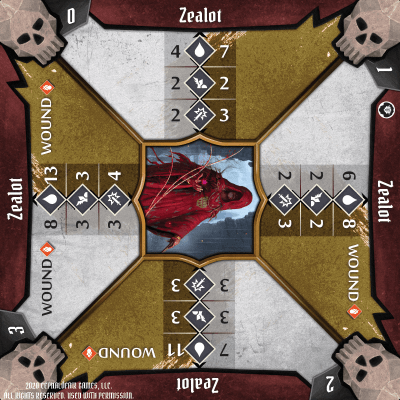 0
Zealot
4 7
2 2
2 3
1
Zealot
6 8
2 2
2 3
WOUND
2
Zealot
7 11
3 3
3 3
WOUND
3
Zealot
13 8
3 3
4 3
WOUND
WOUND
2020 CEPHALOFAIR GAMES, LLC.
ALL RIGHTS RESERVED. USED WITH PERMISSION.